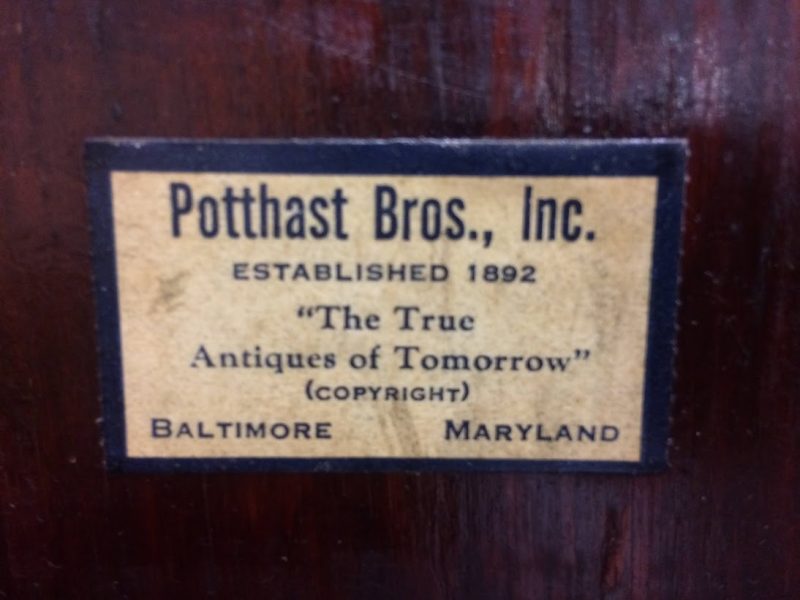 Potthast Bros., Inc.
ESTABLISHED 1892
“The True
Antiques of Tomorrow”
(COPYRIGHT)
BALTIMORE MARYLAND